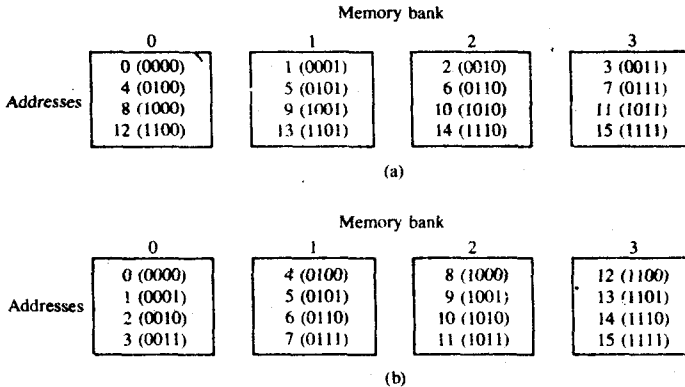 Memory bank
0 1 2 3
0 (0000) 1 (0001) 2 (0010) 3 (0011)
4 (0100) 5 (0101) 6 (0110) 7 (0111)
Addresses
8 (1000) 9 (1001) 10 (1010) 11 (1011)
12 (1100) 13 (1101) 14 (1110) 15 (1111)
(a)
Memory bank
0 1 2 3
0 (0000) 4 (0100) 8 (1000) 12 (1100)
1 (0001) 5 (0101) 9 (1001) 13 (1101)
Addresses
2 (0010) 6 (0110) 10 (1010) 14 (1110)
3 (0011) 7 (0111) 11 (1011) 15 (1111)
(b)